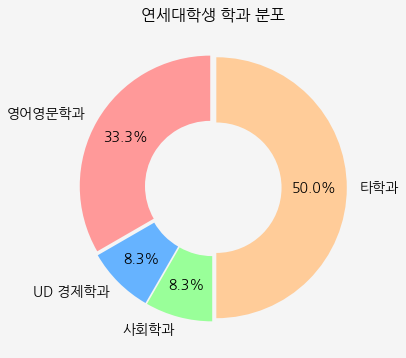 연세대학생 학과 분포
영어영문학과
33.3%
50.0%
타학과
UD 경제학과
8.3%
8.3%
사회학과